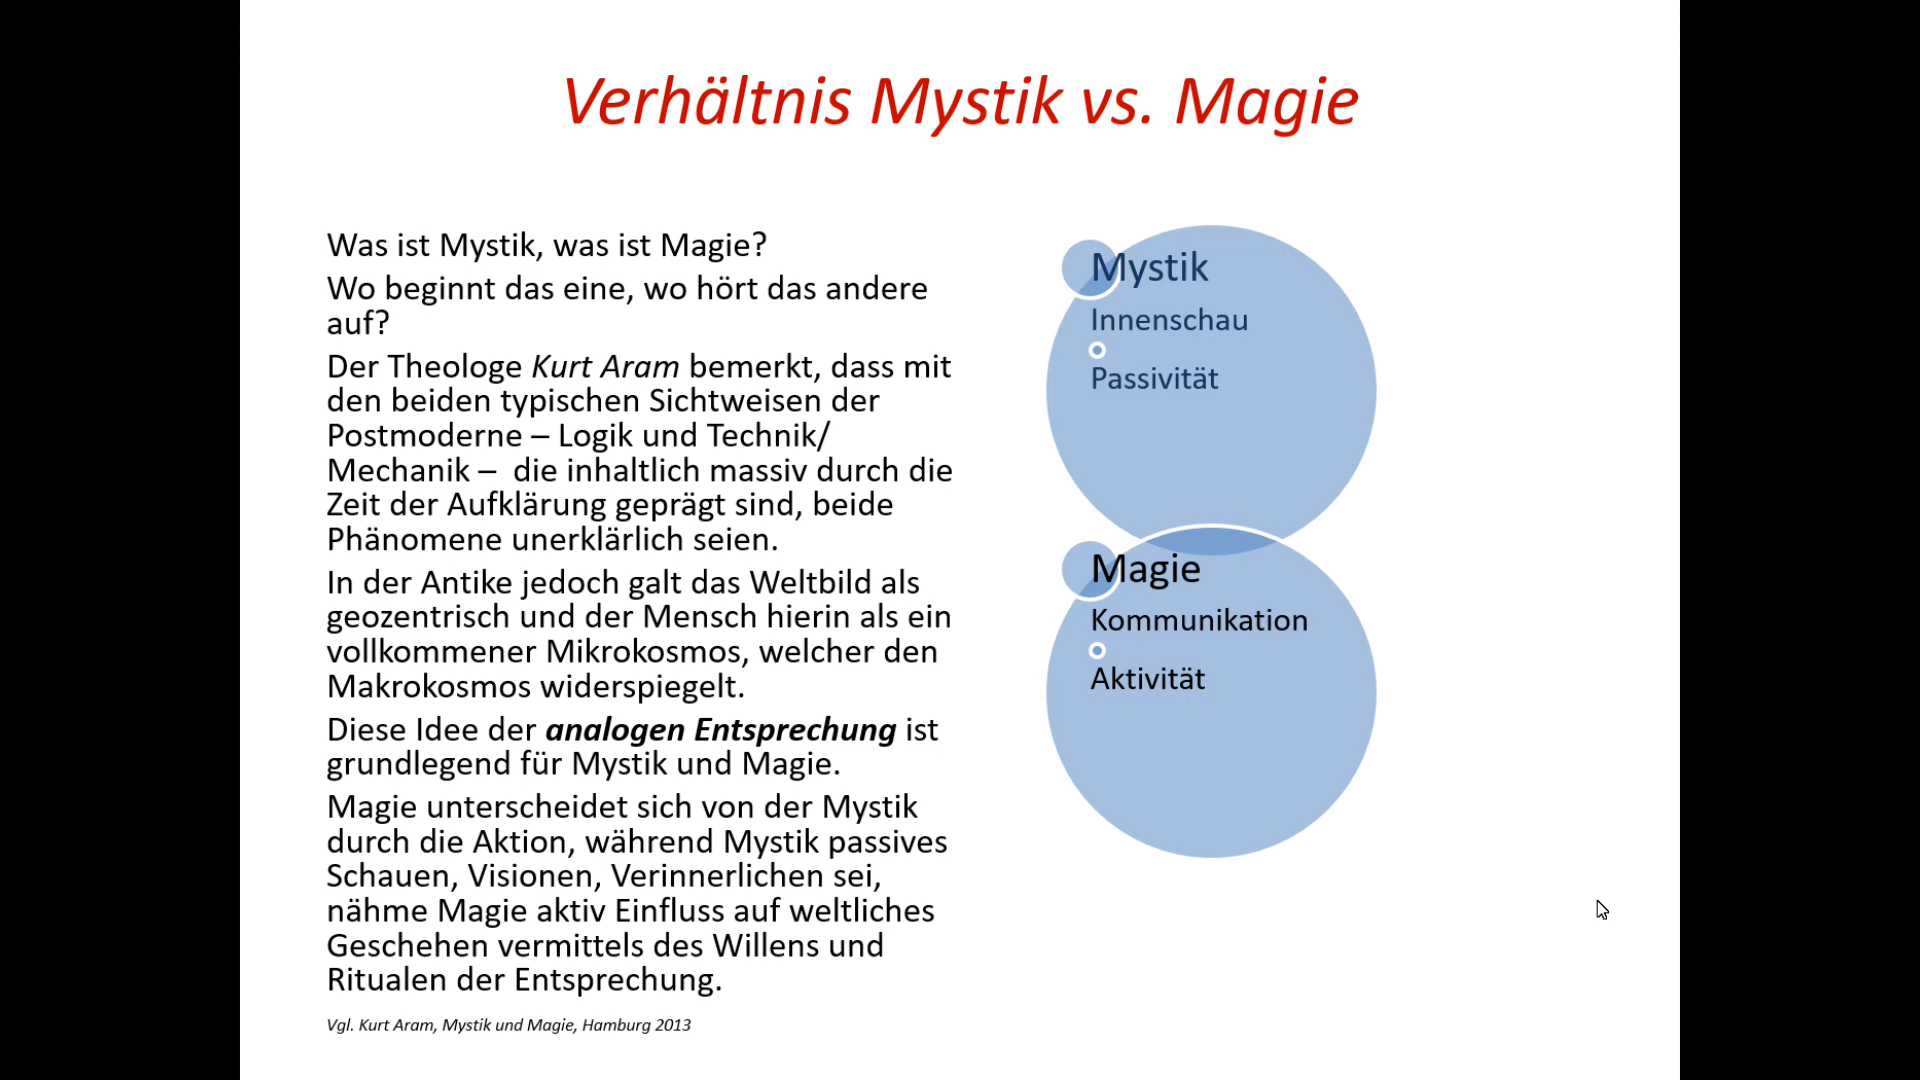 Verhältnis Mystik vs. Magie
Was ist Mystik, was ist Magie?
Wo beginnt das eine, wo hört das andere
auf?
Der Theologe Kurt Aram bemerkt, dass mit
den beiden typischen Sichtweisen der
Postmoderne – Logik und Technik/
Mechanik –  die inhaltlich massiv durch die
Zeit der Aufklärung geprägt sind, beide
Phänomene unerklärlich seien.
In der Antike jedoch galt das Weltbild als
geozentrisch und der Mensch hierin als ein
vollkommener Mikrokosmos, welcher den
Makrokosmos widerspiegelt.
Diese Idee der analogen Entsprechung ist
grundlegend für Mystik und Magie.
Magie unterscheidet sich von der Mystik
durch die Aktion, während Mystik passives
Schauen, Visionen, Verinnerlichen sei,
nähme Magie aktiv Einfluss auf weltliches
Geschehen vermittels des Willens und
Ritualen der Entsprechung.
Vgl. Kurt Aram, Mystik und Magie, Hamburg 2013
Mystik
Innenschau
Passivität
Magie
Kommunikation
Aktivität